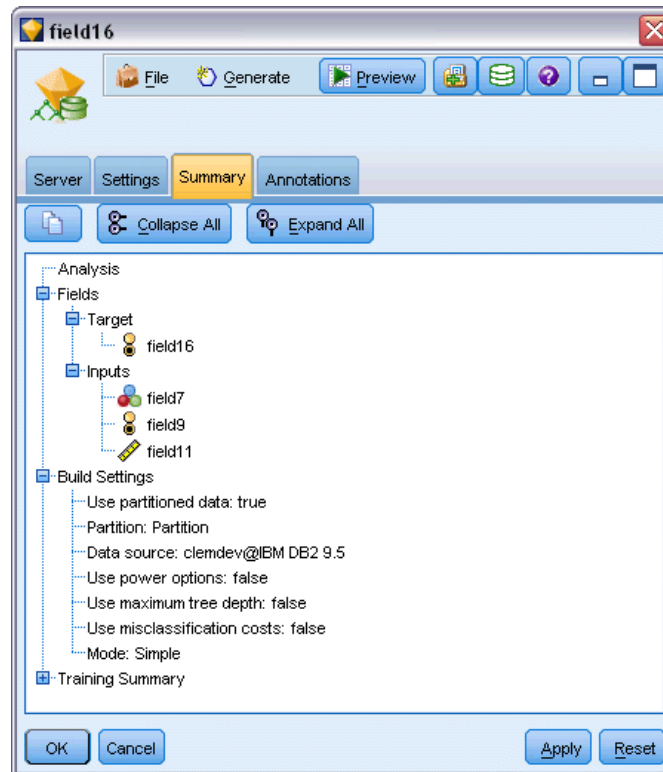 field16
File Generate Preview
Server Settings Summary Annotations
Collapse All Expand All
Analysis
Fields
Target
field16
Inputs
field7
field9
field11
Build Settings
Use partitioned data: true
Partition: Partition
Data source: clemdev@IBM DB2 9.5
Use power options: false
Use maximum tree depth: false
Use misclassification costs: false
Mode: Simple
Training Summary
OK Cancel Apply Reset